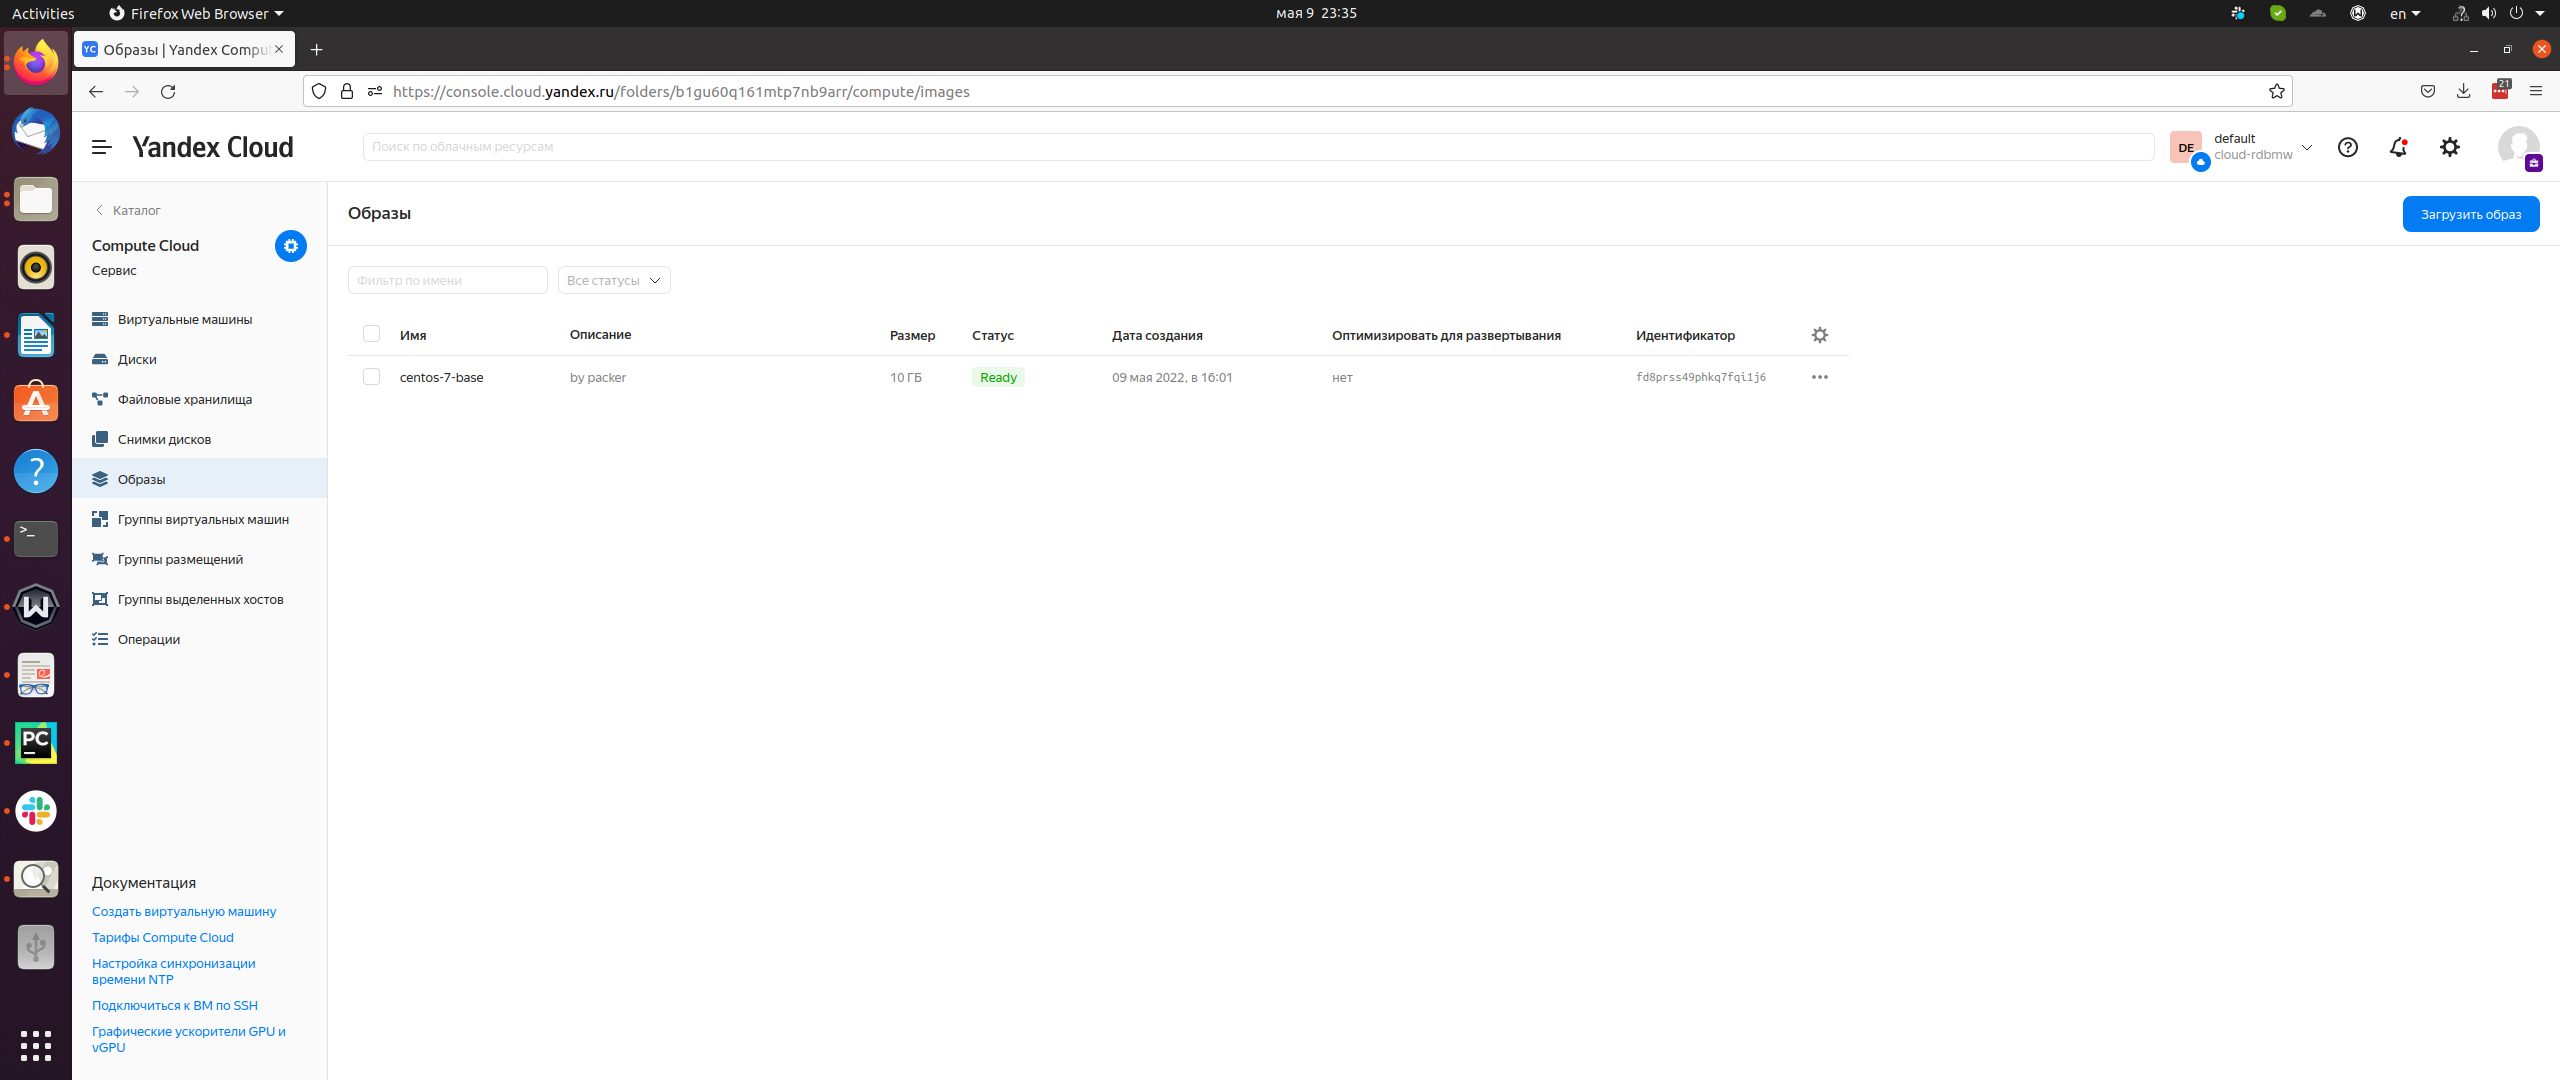 Activities
Firefox Web Browser
мая 9 23:35
en
YC Образы | Yandex Compu
https://console.cloud.yandex.ru/folders/b1gu60q161mtp7nb9arr/compute/images
21
Yandex Cloud
Поиск по облачным ресурсам
DE
default
cloud-rdbmw
Каталог
Compute Cloud
Сервис
Виртуальные машины
Диски
Файловые хранилища
Снимки дисков
Образы
Группы виртуальных машин
Группы размещений
Группы выделенных хостов
Операции
Документация
Создать виртуальную машину
Тарифы Compute Cloud
Настройка синхронизации
времени NTP
Подключиться к ВМ по SSH
Графические ускорители GPU и
vGPU
Образы
Загрузить образ
Фильтр по имени
Все статусы
Имя Описание Размер Статус Дата создания Оптимизировать для развертывания Идентификатор
centos-7-base by packer 10 ГБ Ready 09 мая 2022, в 16:01 нет fd8prss49phkq7fqi1j6
PC